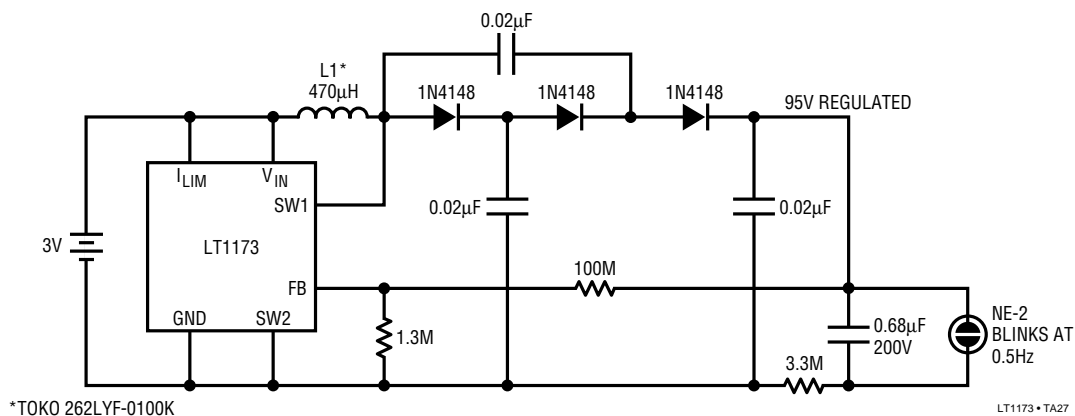 0.02µF
L1*
470µH
1N4148
1N4148
1N4148
95V REGULATED
I_LIM
V_IN
SW1
0.02µF
0.02µF
3V
LT1173
100M
FB
NE-2
BLINKS AT
0.5Hz
GND
SW2
1.3M
0.68µF
200V
3.3M
*TOKO 262LYF-0100K
LT1173 • TA27